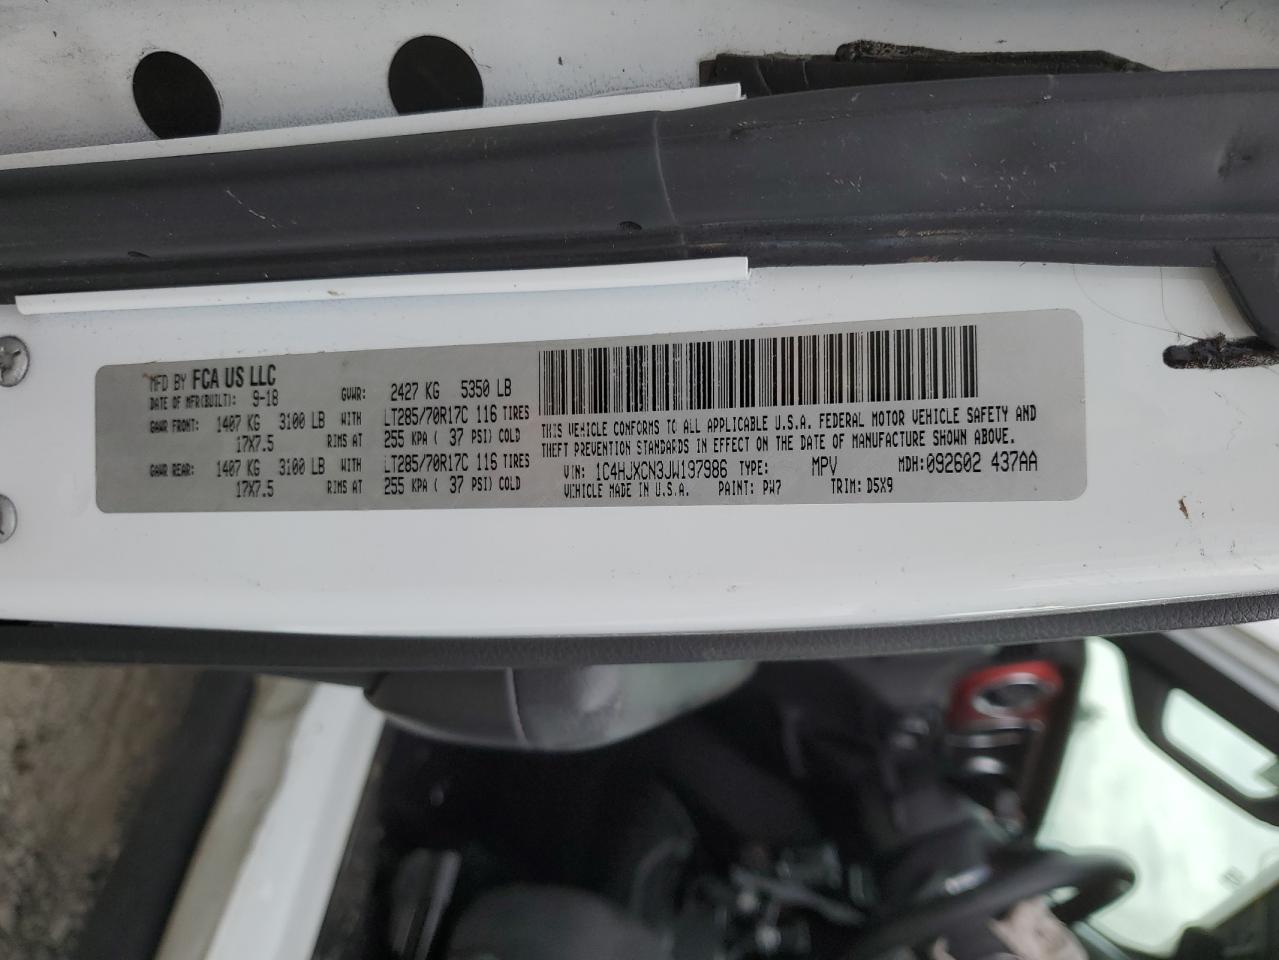 MFD BY FCA US LLC
DATE OF MFR(BUILT): 9-18 GVWR: 2427 KG 5350 LB
GAWR FRONT: 1407 KG 3100 LB WITH LT285/70R17C 116 TIRES
17X7.5 RIMS AT 255 KPA ( 37 PSI) COLD
GAWR REAR: 1407 KG 3100 LB WITH LT285/70R17C 116 TIRES
17X7.5 RIMS AT 255 KPA ( 37 PSI) COLD
THIS VEHICLE CONFORMS TO ALL APPLICABLE U.S.A. FEDERAL MOTOR VEHICLE SAFETY AND
THEFT PREVENTION STANDARDS IN EFFECT ON THE DATE OF MANUFACTURE SHOWN ABOVE.
VIN: 1C4HJXCN3JW197986 TYPE: MPV MDH:092602 437AA
VEHICLE MADE IN U.S.A. PAINT: PW7 TRIM: D5X9